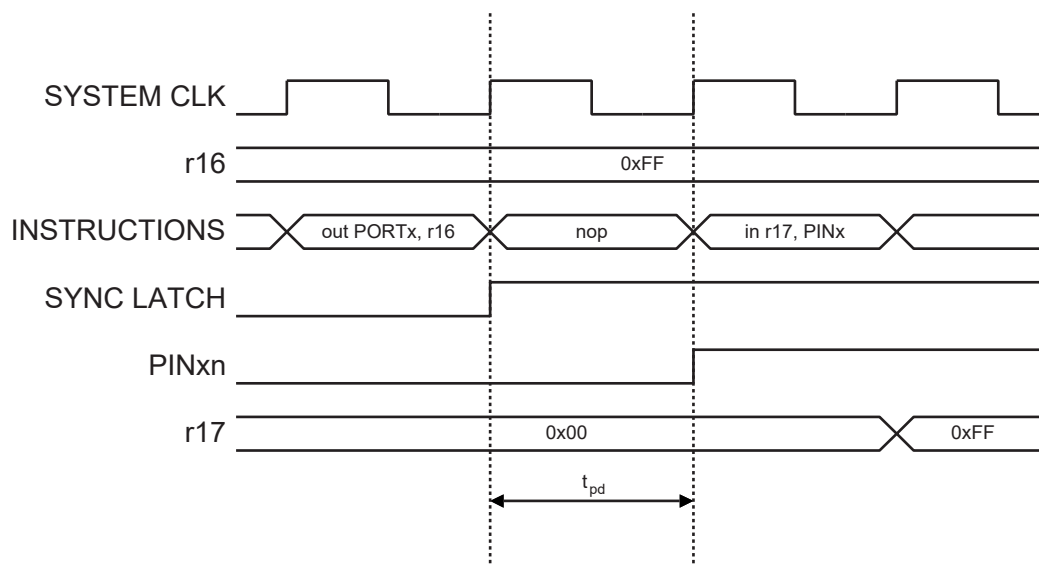 SYSTEM CLK
r16 0xFF
INSTRUCTIONS out PORTx, r16 nop in r17, PINx
SYNC LATCH
PINxn
r17 0x00 0xFF
tpd